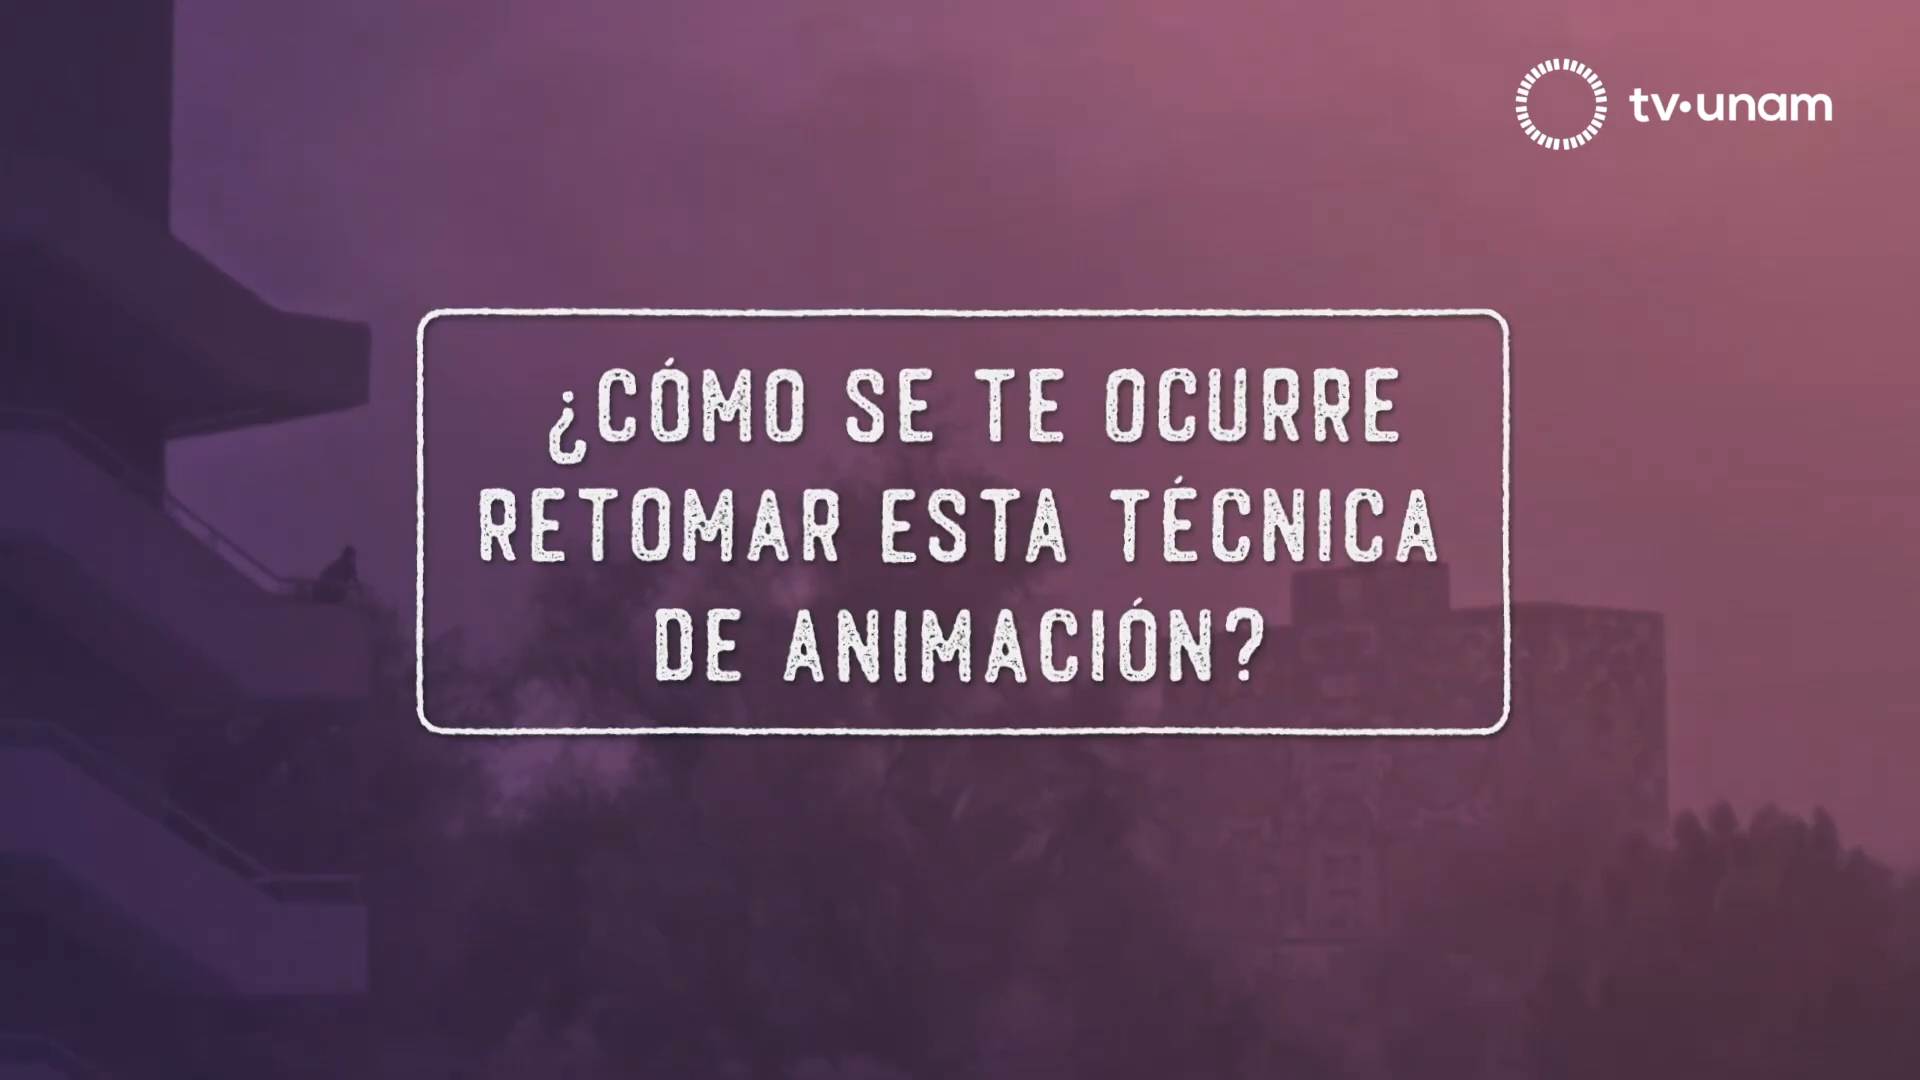 tv•unam
¿CÓMO SE TE OCURRE
RETOMAR ESTA TÉCNICA
DE ANIMACIÓN?